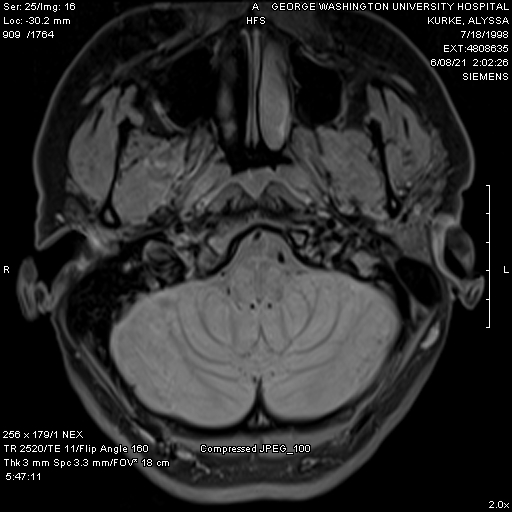 Ser: 25/Img: 16
Loc: -30.2 mm
909 /1764
A
HFS
GEORGE WASHINGTON UNIVERSITY HOSPITAL
KURKE, ALYSSA
7/18/1998
EXT:4808635
6/08/21 2:02:26
SIEMENS
R
L
256 x 179/1 NEX
TR 2520/TE 11/Flip Angle 160
Thk 3 mm Spc 3.3 mm/FOV* 18 cm
5:47:11
Compressed JPEG_100
2.0x